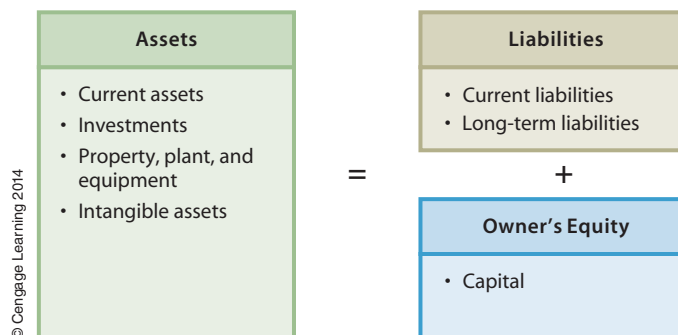 Assets
• Current assets
• Investments
• Property, plant, and
equipment
• Intangible assets
=
Liabilities
• Current liabilities
• Long-term liabilities
+
Owner's Equity
• Capital
© Cengage Learning 2014